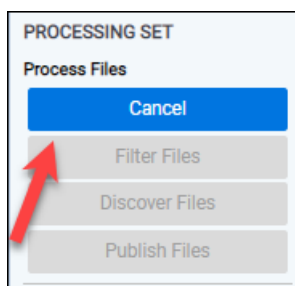 PROCESSING SET
Process Files
Cancel
Filter Files
Discover Files
Publish Files